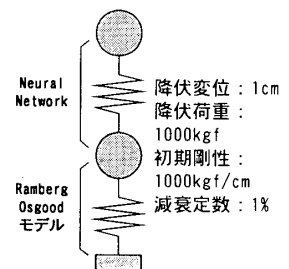 Neural
Network
降伏変位：1cm
降伏荷重：
1000kgf
初期剛性：
1000kgf/cm
減衰定数：1%
Ramberg
Osgood
モデル